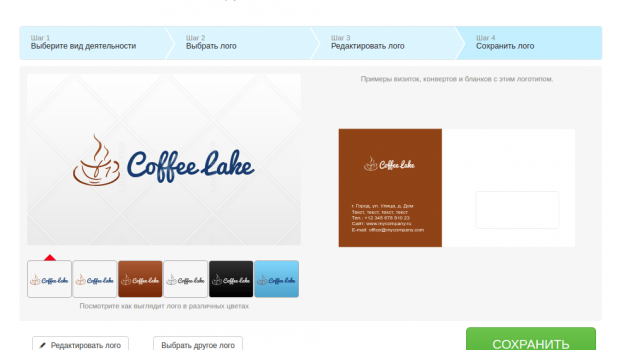 Шаг 1
Выберите вид деятельности
Шаг 2
Выбрать лого
Шаг 3
Редактировать лого
Шаг 4
Сохранить лого
Coffee Lake
Примеры визиток, конвертов и бланков с этим логотипом.
Coffee Lake
г. Город, ул. Улица, д. Дом
Текст, текст, текст, текст
Тел.: +12 345 678 910 23
Сайт: www.mycompany.ru
E-mail: office@mycompany.com
Coffee Lake
Coffee Lake
Coffee Lake
Coffee Lake
Coffee Lake
Coffee Lake
Посмотрите как выглядит лого в различных цветах
Редактировать лого
Выбрать другое лого
СОХРАНИТЬ